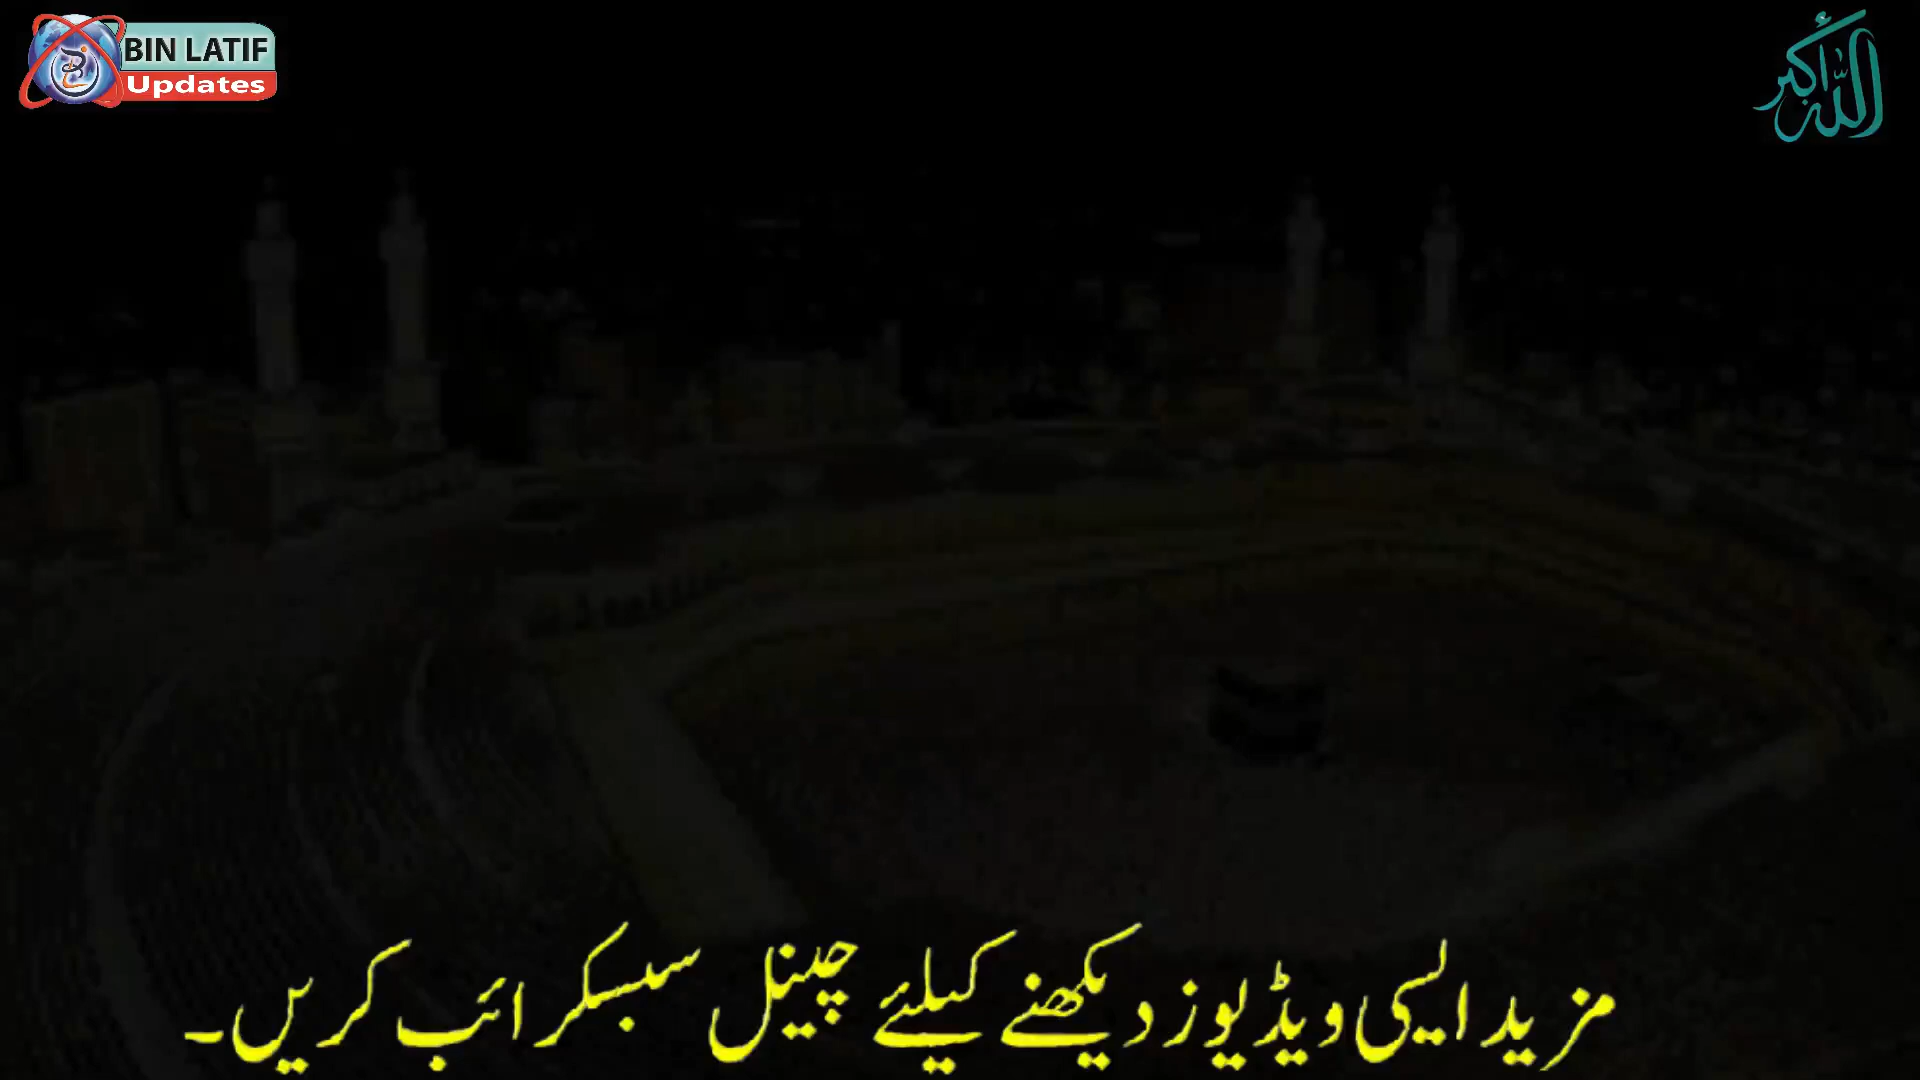 BIN LATIF
Updates
الله أكبر
مزید ایسی ویڈیوز دیکھنے کیلئے چینل سبسکرائب کریں۔